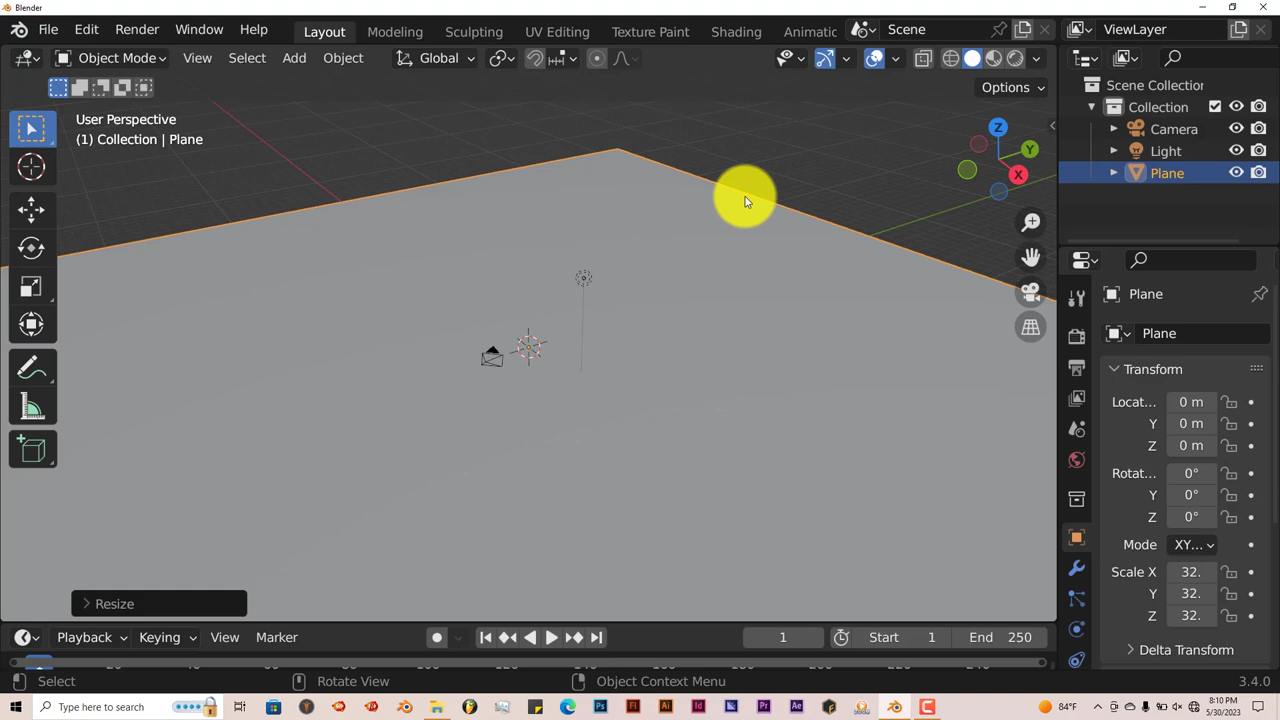 Blender
File Edit Render Window Help Layout Modeling Sculpting UV Editing Texture Paint Shading Animatic Scene ViewLayer
Object Mode View Select Add Object Global
Options
User Perspective
(1) Collection | Plane
Z
Y
X
Scene Collection
Collection
Camera
Light
Plane
Plane
Plane
Transform
Locat... 0 m
Y 0 m
Z 0 m
Rotat... 0°
Y 0°
Z 0°
Mode XY...
Scale X 32.
Y 32.
Z 32.
Delta Transform
Resize
Playback Keying View Marker 1 Start 1 End 250
Select Rotate View Object Context Menu 3.4.0
Type here to search
84°F
8:10 PM
5/30/2023